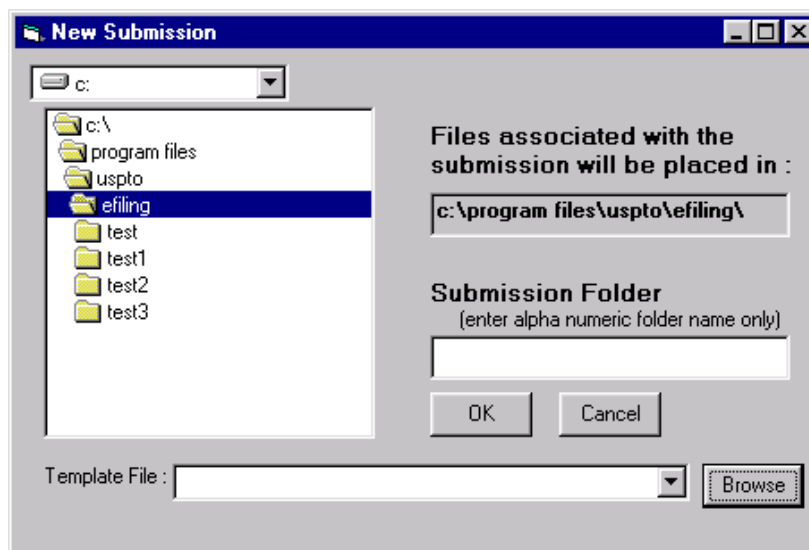 New Submission
c:
c:\
program files
uspto
efiling
test
test1
test2
test3
Files associated with the
submission will be placed in :
c:\program files\uspto\efiling\
Submission Folder
(enter alpha numeric folder name only)
OK
Cancel
Template File :
Browse